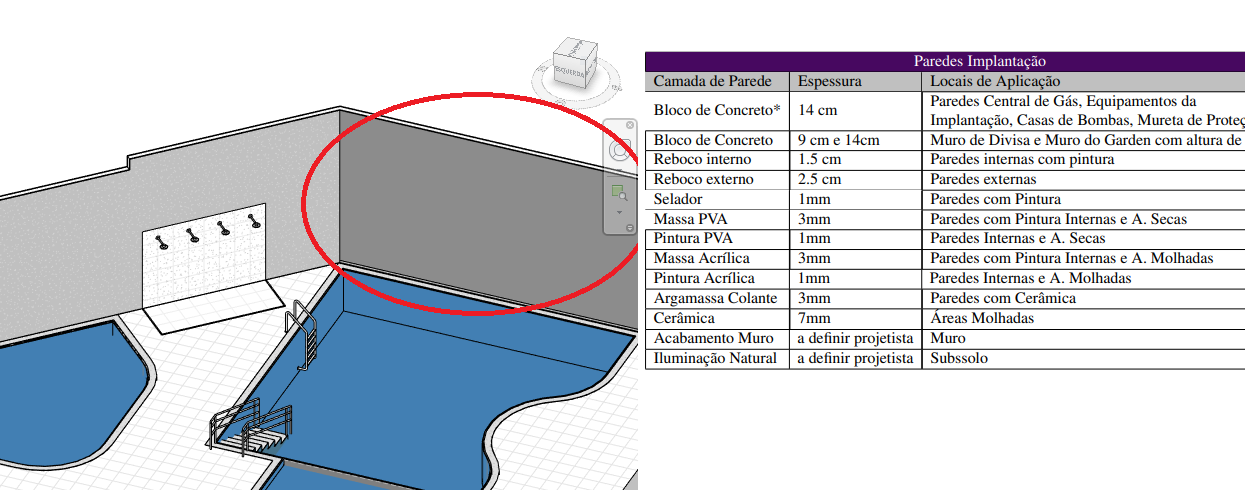 ESQUERDA
Paredes Implantação
Camada de Parede Espessura Locais de Aplicação
Bloco de Concreto* 14 cm Paredes Central de Gás, Equipamentos da
Implantação, Casas de Bombas, Mureta de Proteç
Bloco de Concreto 9 cm e 14cm Muro de Divisa e Muro do Garden com altura de
Reboco interno 1.5 cm Paredes internas com pintura
Reboco externo 2.5 cm Paredes externas
Selador 1mm Paredes com Pintura
Massa PVA 3mm Paredes com Pintura Internas e A. Secas
Pintura PVA 1mm Paredes Internas e A. Secas
Massa Acrílica 3mm Paredes com Pintura Internas e A. Molhadas
Pintura Acrílica 1mm Paredes Internas e A. Molhadas
Argamassa Colante 3mm Paredes com Cerâmica
Cerâmica 7mm Áreas Molhadas
Acabamento Muro a definir projetista Muro
Iluminação Natural a definir projetista Subssolo